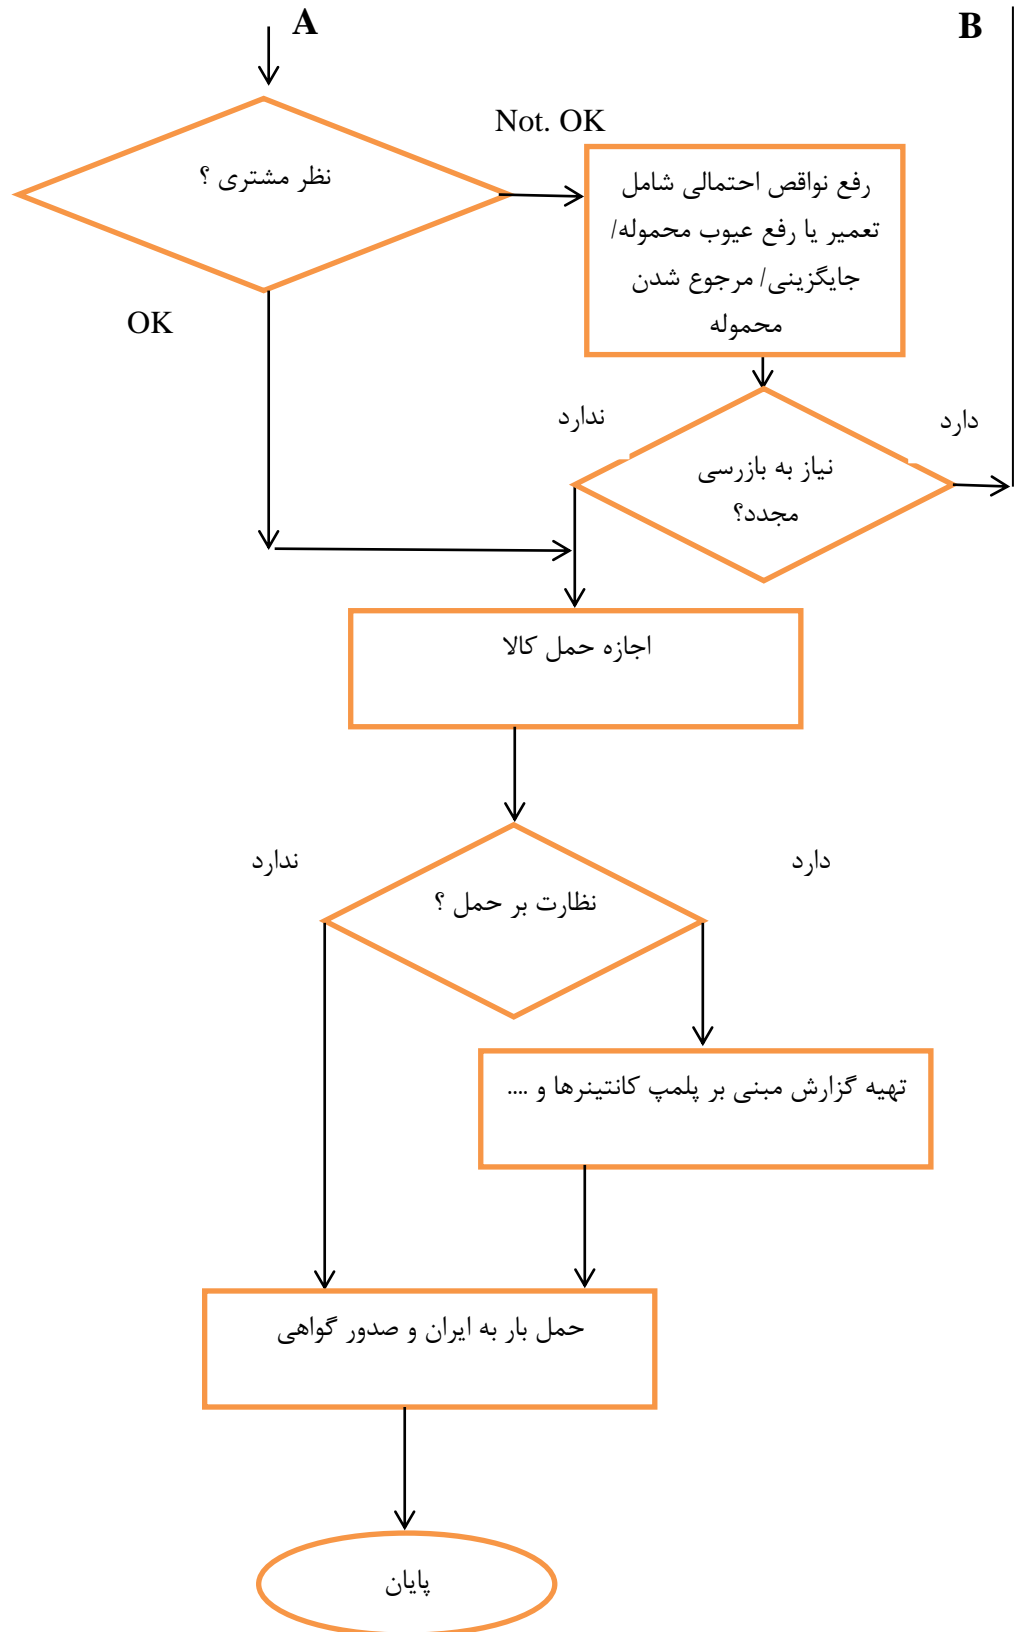 A
B
Not. OK
نظر مشتری ؟
رفع نواقص احتمالی شامل
تعمیر یا رفع عیوب محموله/
جایگزینی/ مرجوع شدن
محموله
OK
ندارد
دارد
نیاز به بازرسی
مجدد؟
اجازه حمل کالا
ندارد
دارد
نظارت بر حمل ؟
تهیه گزارش مبنی بر پلمپ کانتینرها و ....
حمل بار به ایران و صدور گواهی
پایان